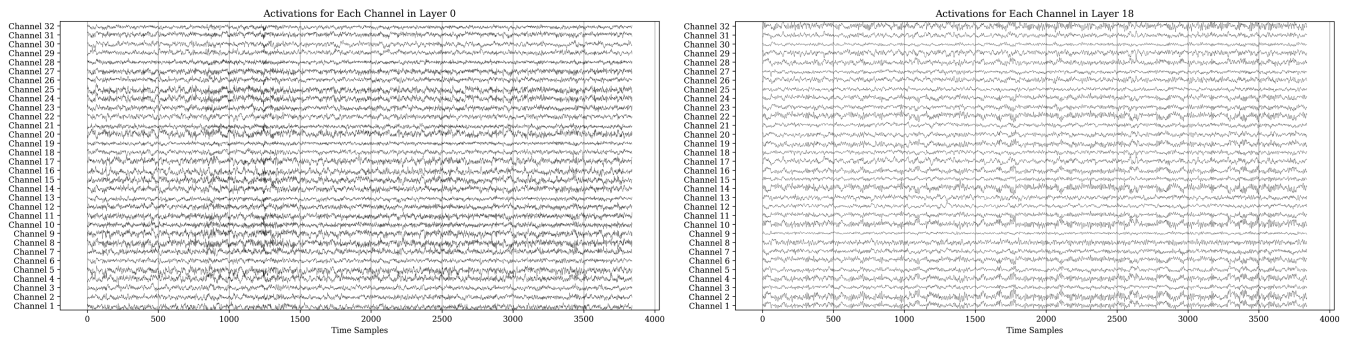 Activations for Each Channel in Layer 0
Channel 32
Channel 31
Channel 30
Channel 29
Channel 28
Channel 27
Channel 26
Channel 25
Channel 24
Channel 23
Channel 22
Channel 21
Channel 20
Channel 19
Channel 18
Channel 17
Channel 16
Channel 15
Channel 14
Channel 13
Channel 12
Channel 11
Channel 10
Channel 9
Channel 8
Channel 7
Channel 6
Channel 5
Channel 4
Channel 3
Channel 2
Channel 1
0 500 1000 1500 2000 2500 3000 3500 4000
Time Samples
Activations for Each Channel in Layer 18
Channel 32
Channel 31
Channel 30
Channel 29
Channel 28
Channel 27
Channel 26
Channel 25
Channel 24
Channel 23
Channel 22
Channel 21
Channel 20
Channel 19
Channel 18
Channel 17
Channel 16
Channel 15
Channel 14
Channel 13
Channel 12
Channel 11
Channel 10
Channel 9
Channel 8
Channel 7
Channel 6
Channel 5
Channel 4
Channel 3
Channel 2
Channel 1
0 500 1000 1500 2000 2500 3000 3500 4000
Time Samples